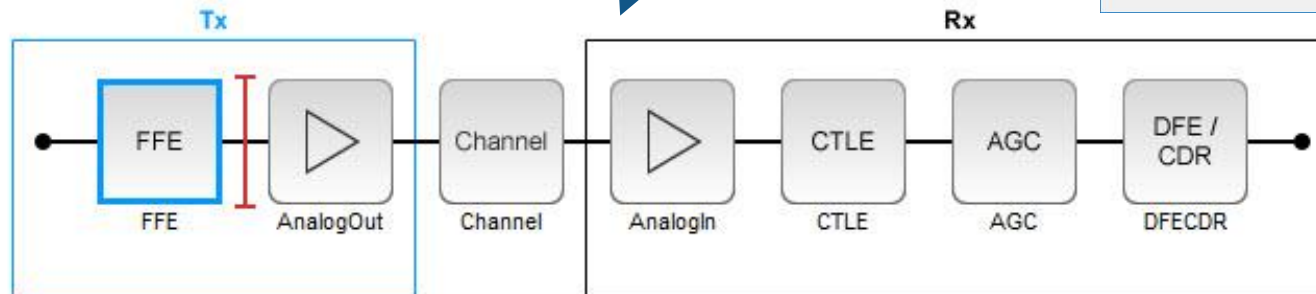 Tx
Rx
FFE
Channel
CTLE
AGC
DFE /
CDR
FFE
AnalogOut
Channel
AnalogIn
CTLE
AGC
DFECDR